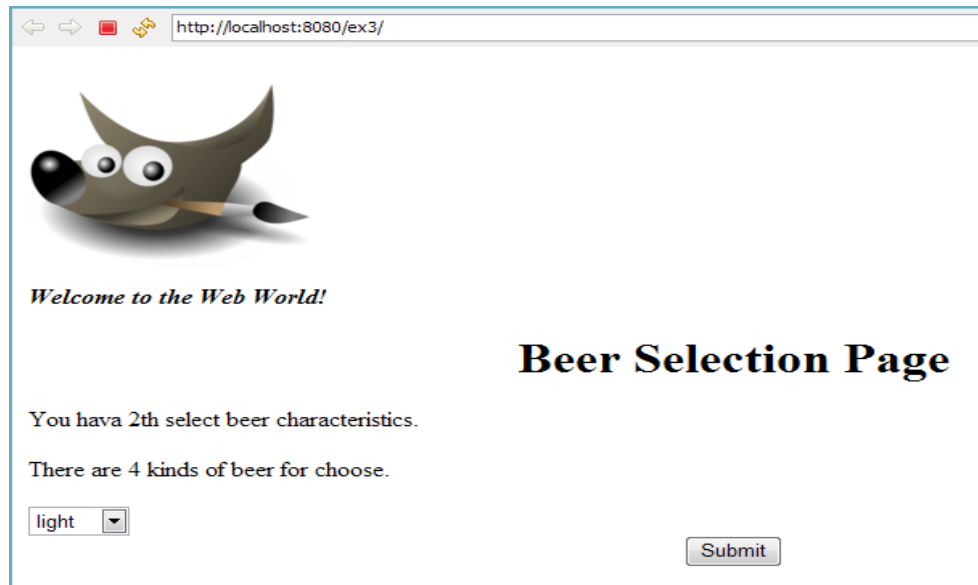 http://localhost:8080/ex3/
Welcome to the Web World!
Beer Selection Page
You hava 2th select beer characteristics.
There are 4 kinds of beer for choose.
light
Submit